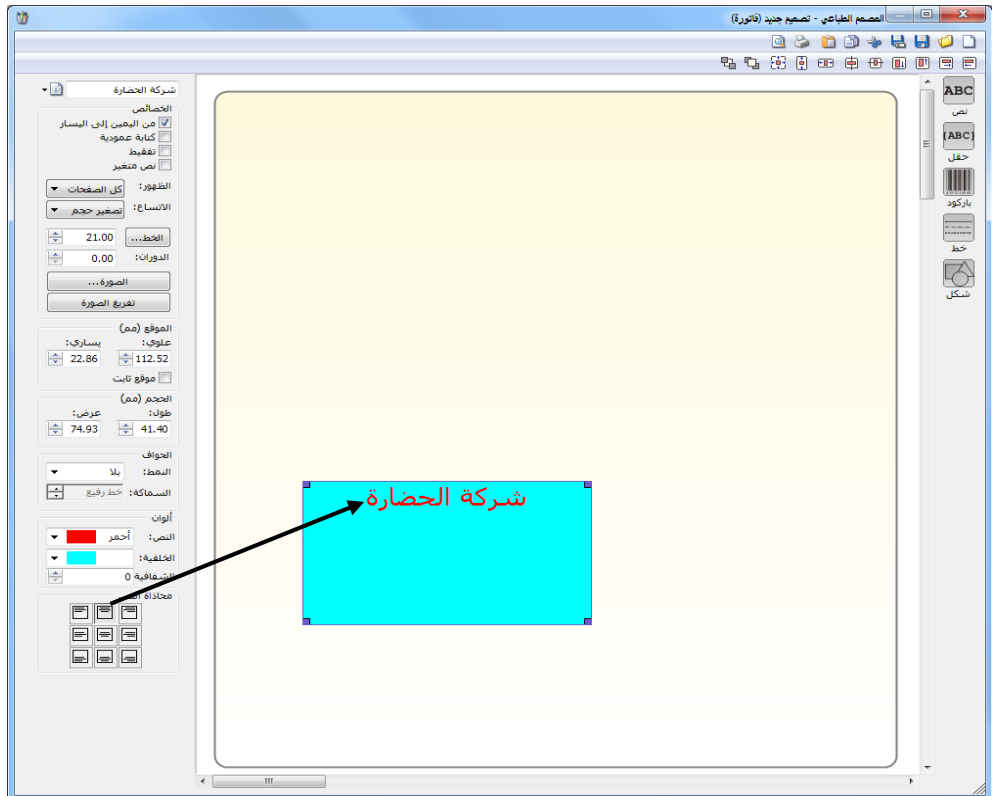 المصمم الطباعي - تصميم جديد (فاتورة)
ABC
نص
{ABC}
حقل
باركود
خط
شكل
شركة الحضارة
الخصائص
من اليمين إلى اليسار
كتابة عمودية
تفقيط
نص متغير
الظهور: كل الصفحات
الاتساع: تصغير حجم
الخط... 21.00
الدوران: 0.00
الصورة...
تفريغ الصورة
الموقع (مم)
علوي: يساري:
112.52 22.86
موقع ثابت
الحجم (مم)
طول: عرض:
41.40 74.93
الحواف
النمط: بلا
السماكة: خط رفيع
ألوان
النص: أحمر
الخلفية:
الشفافية 0
محاذاة
شركة الحضارة